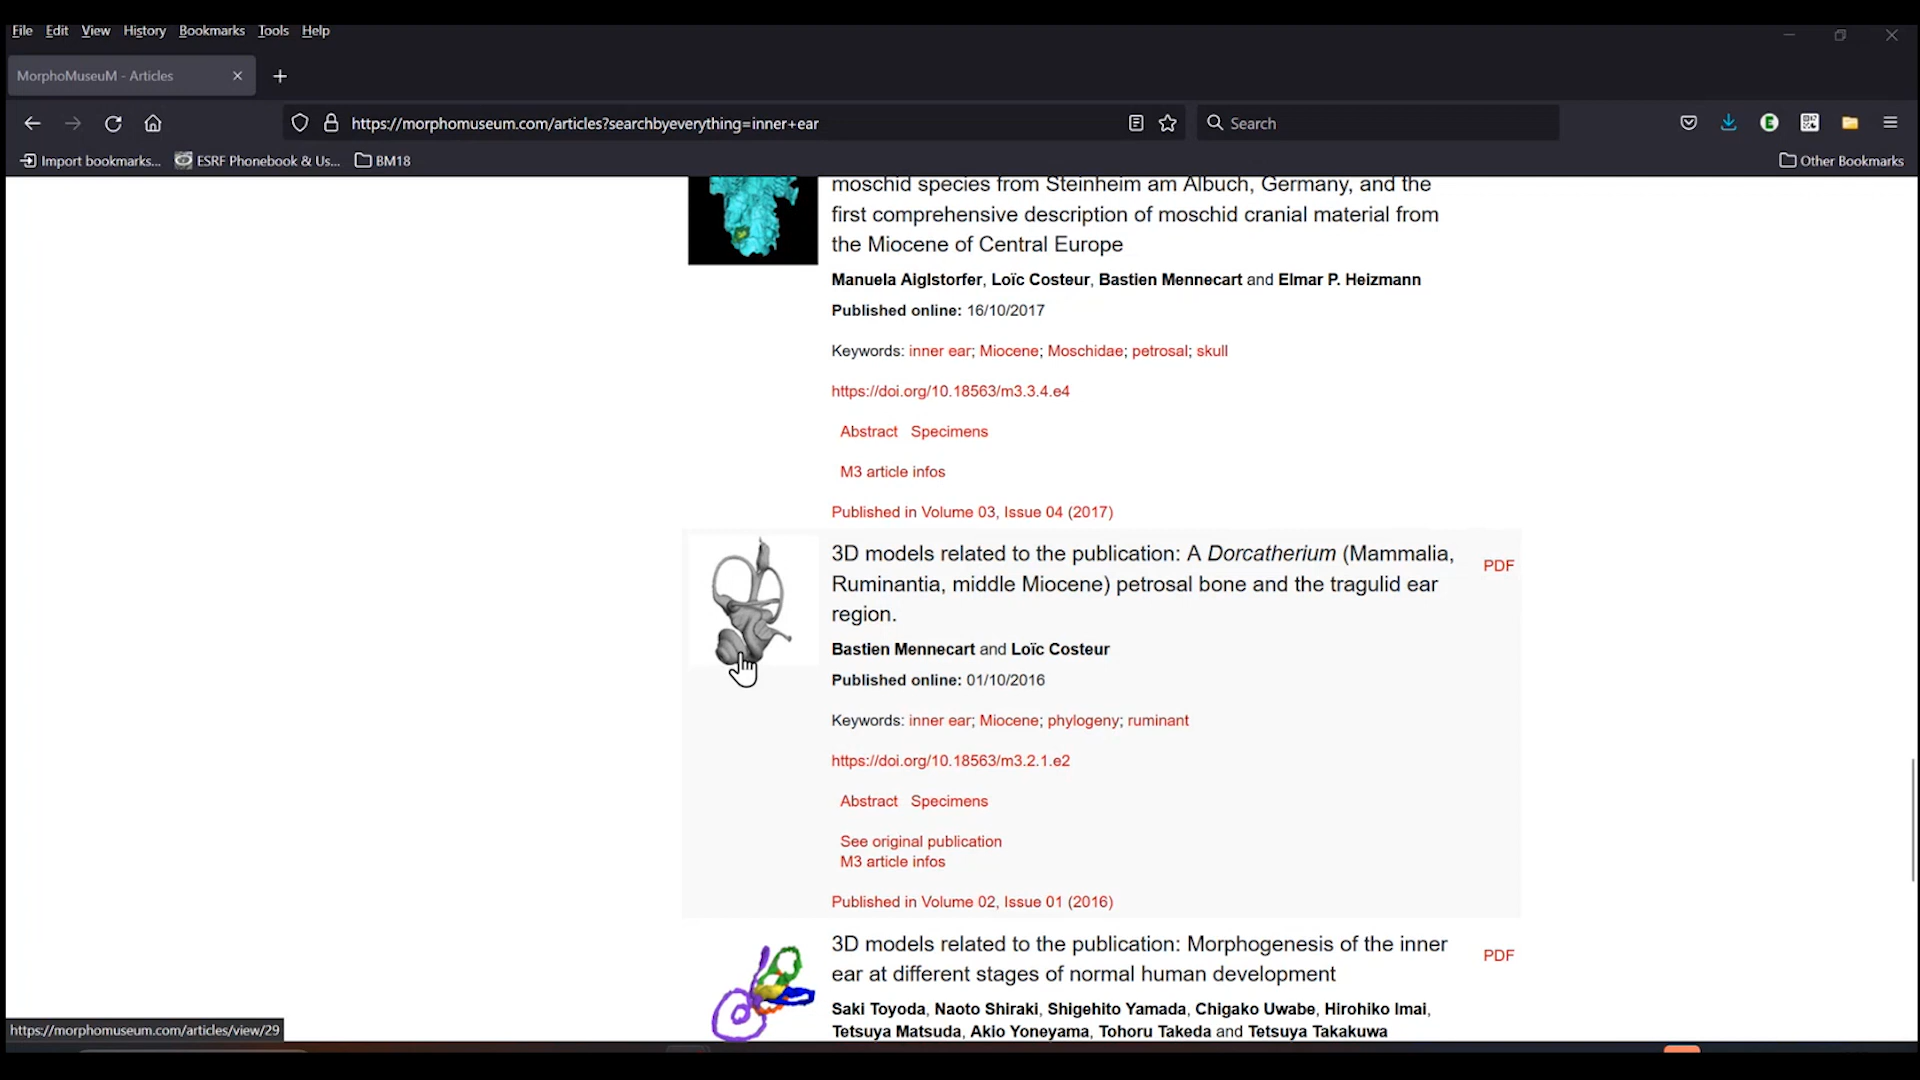 File Edit View History Bookmarks Tools Help
MorphoMuseuM - Articles
https://morphomuseum.com/articles?searchbyeverything=inner+ear
Search
Import bookmarks...
ESRF Phonebook & Us...
BM18
Other Bookmarks
moschid species from Steinheim am Albuch, Germany, and the
first comprehensive description of moschid cranial material from
the Miocene of Central Europe
Manuela Aiglstorfer, Loïc Costeur, Bastien Mennecart and Elmar P. Heizmann
Published online: 16/10/2017
Keywords: inner ear; Miocene; Moschidae; petrosal; skull
https://doi.org/10.18563/m3.3.4.e4
Abstract Specimens
M3 article infos
Published in Volume 03, Issue 04 (2017)
3D models related to the publication: A Dorcatherium (Mammalia,
Ruminantia, middle Miocene) petrosal bone and the tragulid ear
region.
PDF
Bastien Mennecart and Loïc Costeur
Published online: 01/10/2016
Keywords: inner ear; Miocene; phylogeny; ruminant
https://doi.org/10.18563/m3.2.1.e2
Abstract Specimens
See original publication
M3 article infos
Published in Volume 02, Issue 01 (2016)
3D models related to the publication: Morphogenesis of the inner
ear at different stages of normal human development
PDF
Saki Toyoda, Naoto Shiraki, Shigehito Yamada, Chigako Uwabe, Hirohiko Imai,
Tetsuya Matsuda, Akio Yoneyama, Tohoru Takeda and Tetsuya Takakuwa
https://morphomuseum.com/articles/view/29